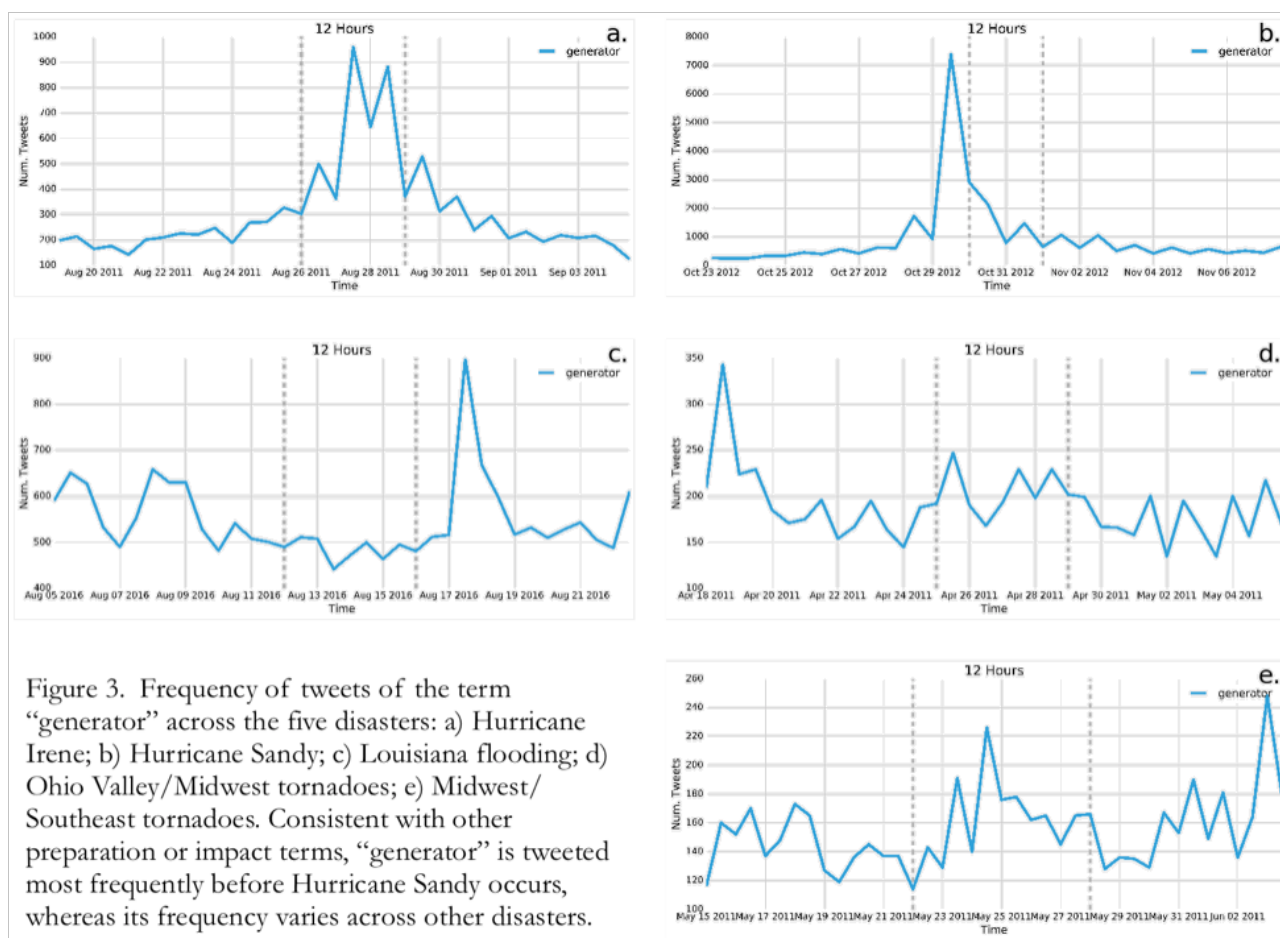 12 Hours
a.
generator
1000
900
800
700
600
500
400
300
200
100
Num. Tweets
Aug 20 2011 Aug 22 2011 Aug 24 2011 Aug 26 2011 Aug 28 2011 Aug 30 2011 Sep 01 2011 Sep 03 2011
Time
12 Hours
b.
generator
8000
7000
6000
5000
4000
3000
2000
1000
0
Num. Tweets
Oct 23 2012 Oct 25 2012 Oct 27 2012 Oct 29 2012 Oct 31 2012 Nov 02 2012 Nov 04 2012 Nov 06 2012
Time
12 Hours
c.
generator
900
800
700
600
500
400
Num. Tweets
Aug 05 2016 Aug 07 2016 Aug 09 2016 Aug 11 2016 Aug 13 2016 Aug 15 2016 Aug 17 2016 Aug 19 2016 Aug 21 2016
Time
12 Hours
d.
generator
350
300
250
200
150
100
Num. Tweets
Apr 18 2011 Apr 20 2011 Apr 22 2011 Apr 24 2011 Apr 26 2011 Apr 28 2011 Apr 30 2011 May 02 2011 May 04 2011
Time
Figure 3. Frequency of tweets of the term
“generator” across the five disasters: a) Hurricane
Irene; b) Hurricane Sandy; c) Louisiana flooding; d)
Ohio Valley/Midwest tornadoes; e) Midwest/
Southeast tornadoes. Consistent with other
preparation or impact terms, “generator” is tweeted
most frequently before Hurricane Sandy occurs,
whereas its frequency varies across other disasters.
12 Hours
e.
generator
260
240
220
200
180
160
140
120
100
Num. Tweets
May 15 2011 May 17 2011 May 19 2011 May 21 2011 May 23 2011 May 25 2011 May 27 2011 May 29 2011 May 31 2011 Jun 02 2011
Time